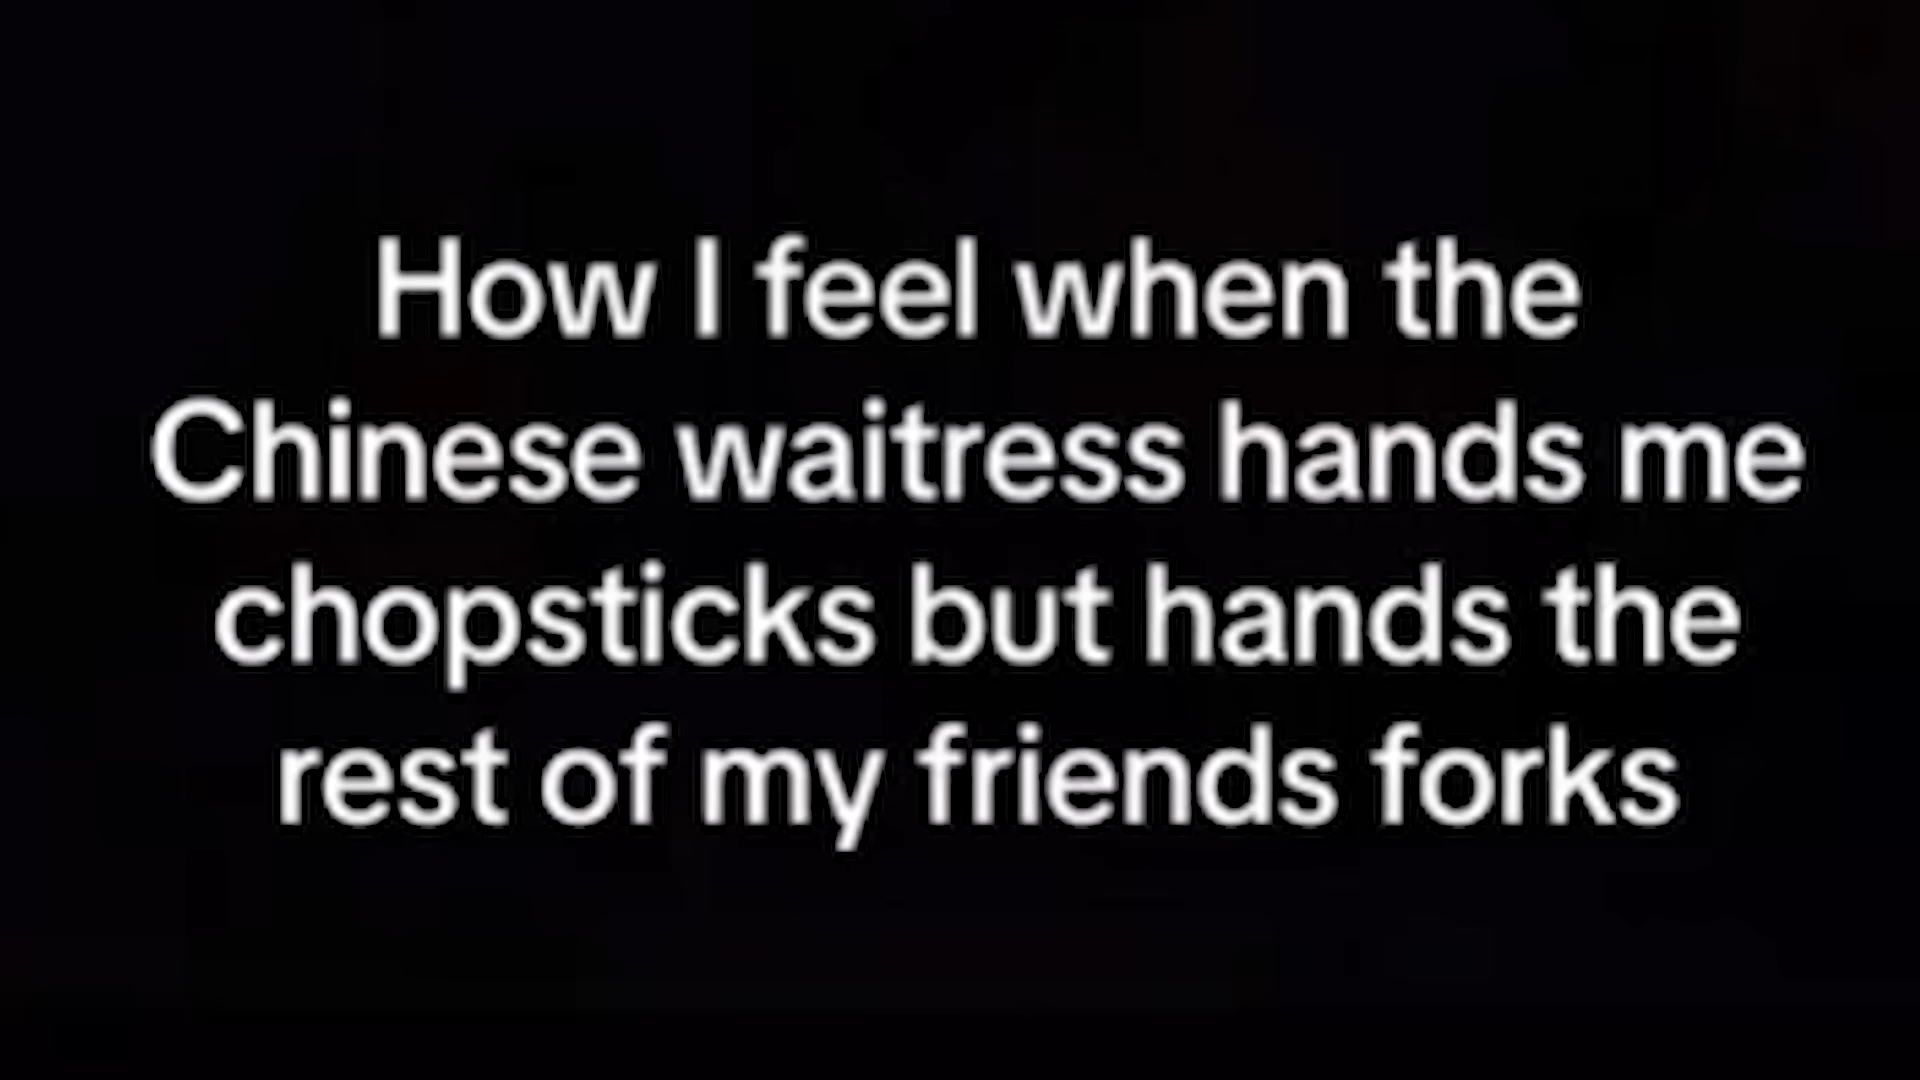 How I feel when the
Chinese waitress hands me
chopsticks but hands the
rest of my friends forks